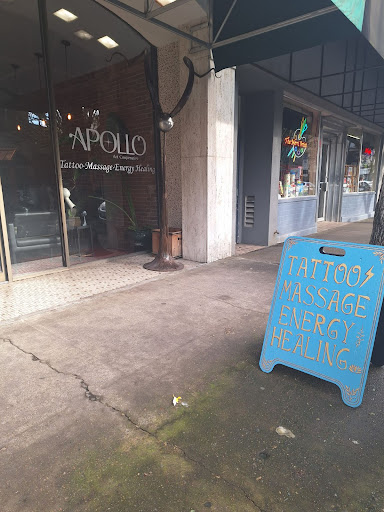 APOLLO
Tattoo·Massage·Energy Healing
TATTOO
MASSAGE
ENERGY
HEALING